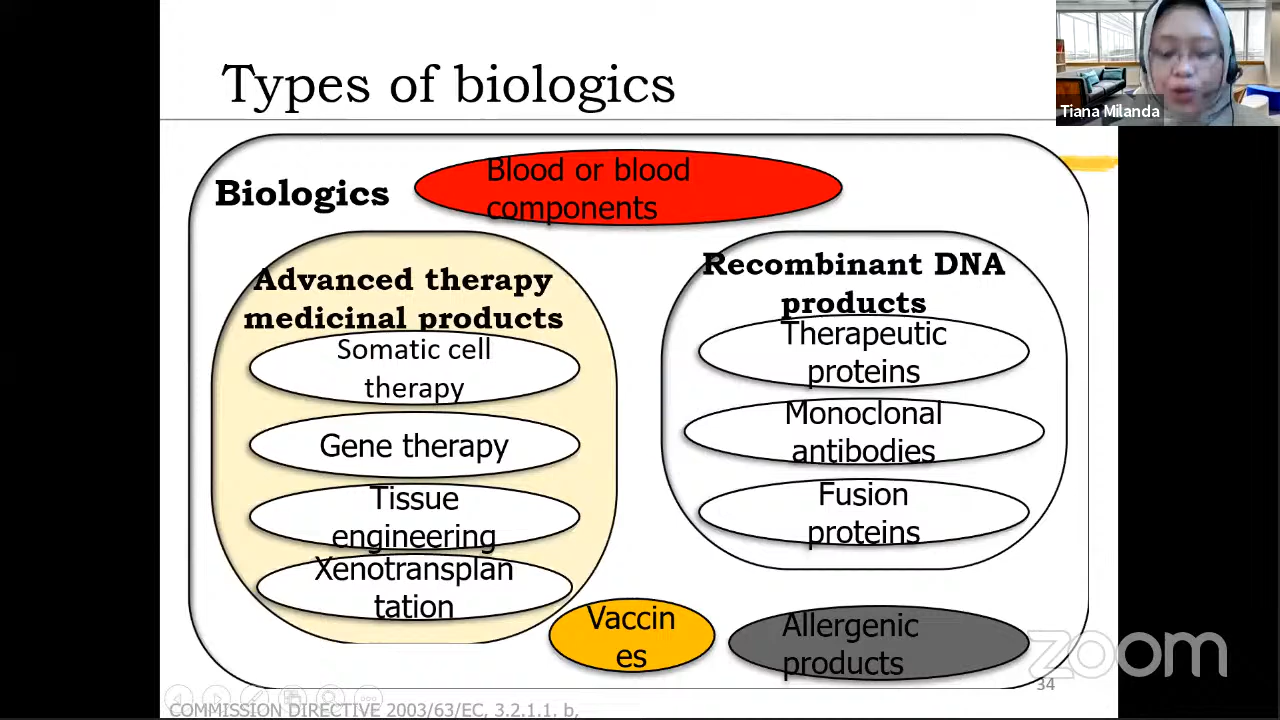 Types of biologics
Tiana Milanda
Biologics
Blood or blood
components
Advanced therapy
medicinal products
Somatic cell
therapy
Gene therapy
Tissue
engineering
Xenotransplan
tation
Recombinant DNA
products
Therapeutic
proteins
Monoclonal
antibodies
Fusion
proteins
Vaccin
es
Allergenic
products
zoom
34
COMMISSION DIRECTIVE 2003/63/EC, 3.2.1.1. b,